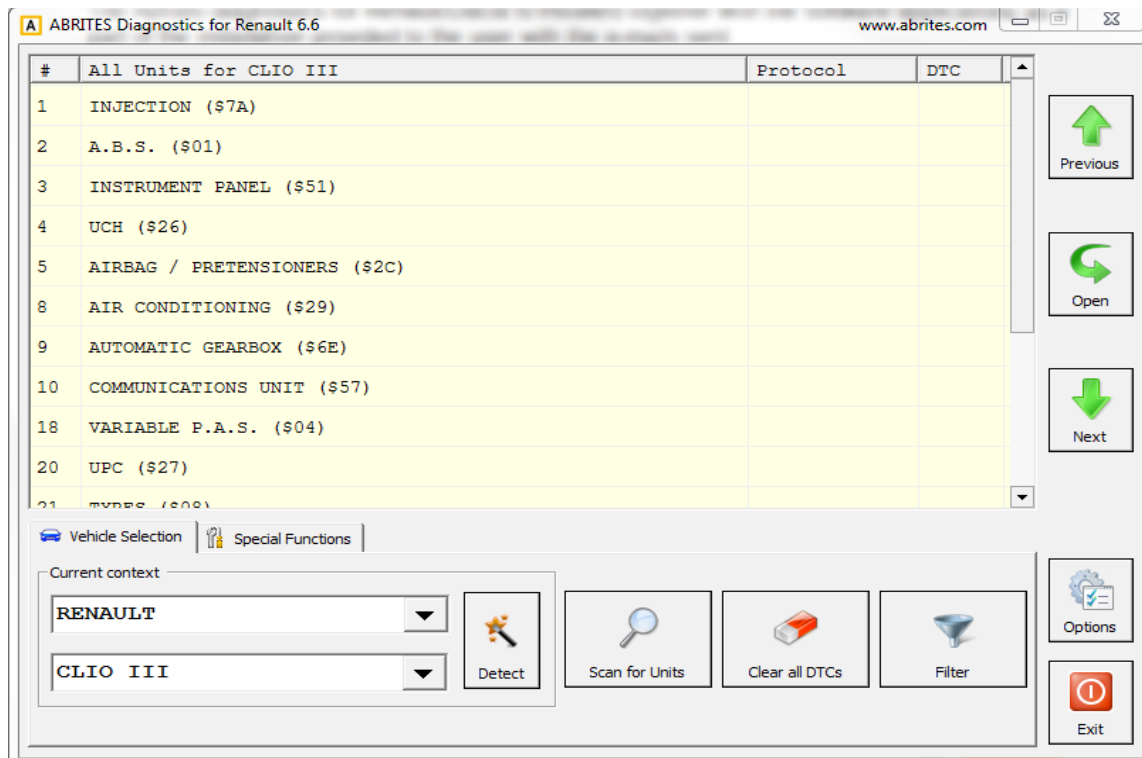 A ABRITES Diagnostics for Renault 6.6 www.abrites.com
# All Units for CLIO III Protocol DTC
1 INJECTION ($7A)
2 A.B.S. ($01)
3 INSTRUMENT PANEL ($51)
4 UCH ($26)
5 AIRBAG / PRETENSIONERS ($2C)
8 AIR CONDITIONING ($29)
9 AUTOMATIC GEARBOX ($6E)
10 COMMUNICATIONS UNIT ($57)
18 VARIABLE P.A.S. ($04)
20 UPC ($27)
21 TYRES ($08)
Previous
Open
Next
Vehicle Selection Special Functions
Current context
RENAULT
CLIO III
Detect
Scan for Units
Clear all DTCs
Filter
Options
Exit